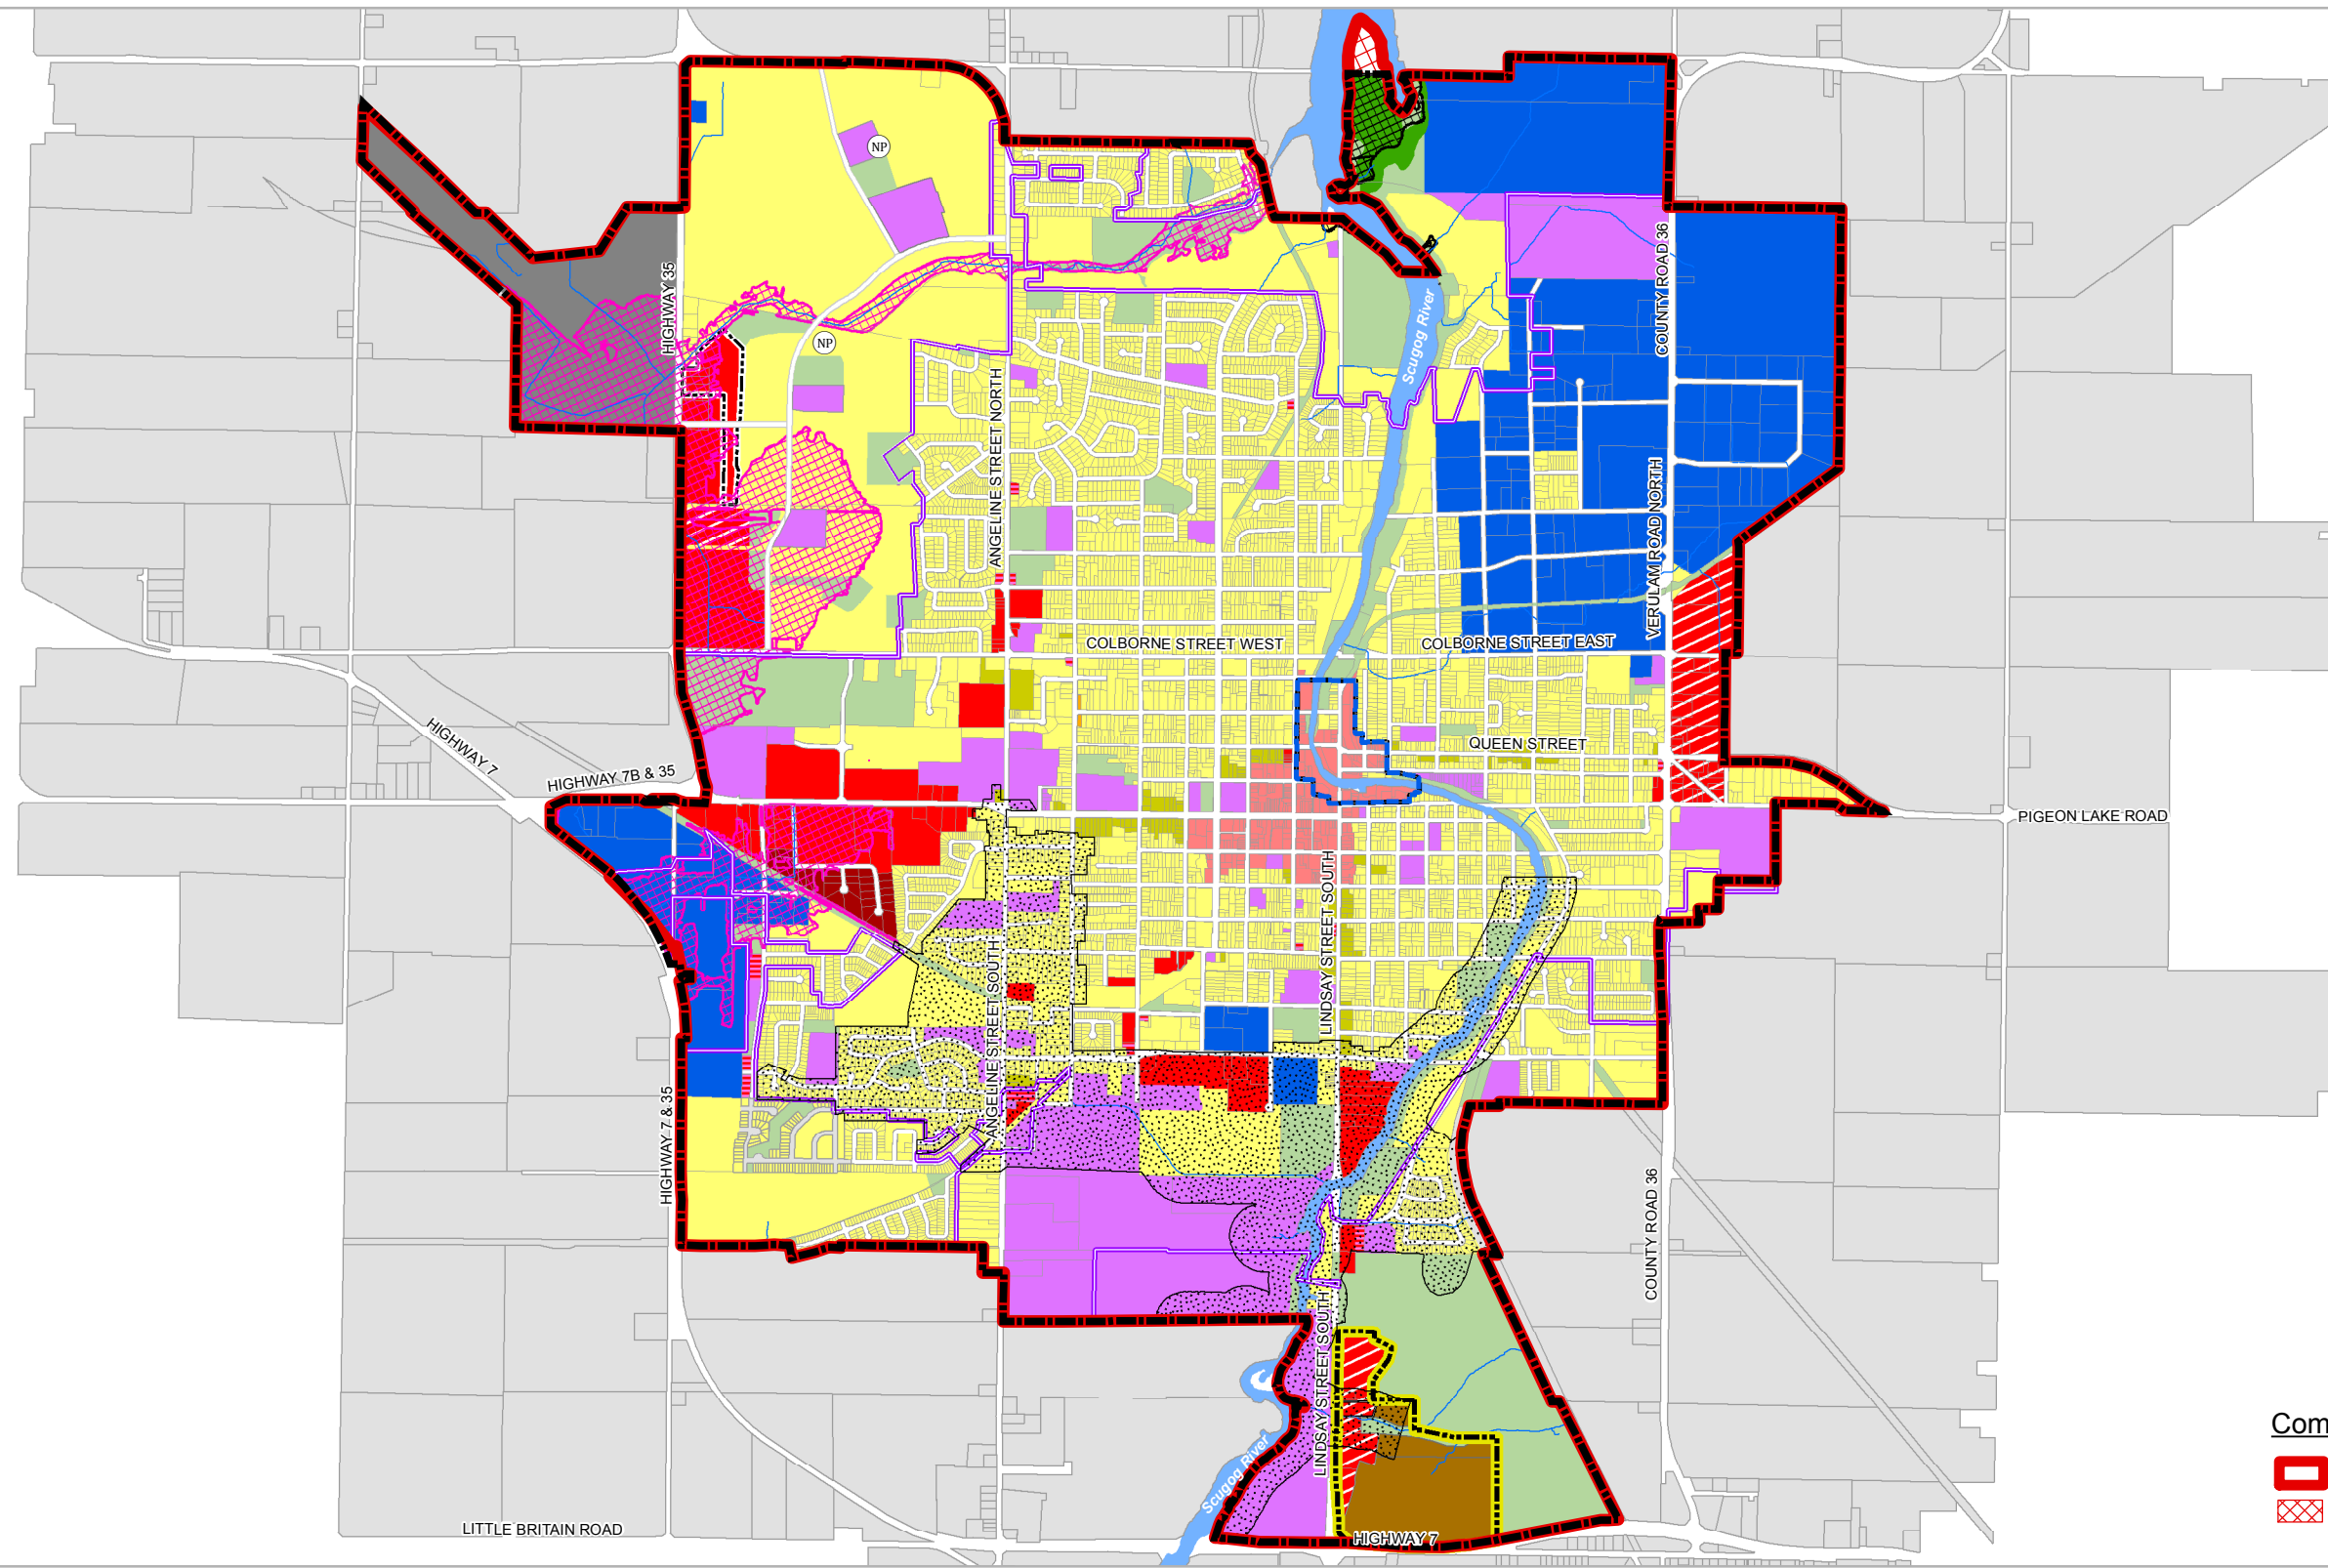 NP
HIGHWAY 35
COUNTY ROAD 36
Scugog River
NP
ANGELINE STREET NORTH
VERULAM ROAD NORTH
COLBORNE STREET WEST
COLBORNE STREET EAST
HIGHWAY 7
QUEEN STREET
HIGHWAY 7B & 35
PIGEON LAKE ROAD
LINDSAY STREET SOUTH
ANGELINE STREET SOUTH
HIGHWAY 7 & 35
COUNTY ROAD 36
LINDSAY STREET SOUTH
Com
Scugog River
LITTLE BRITAIN ROAD
HIGHWAY 7